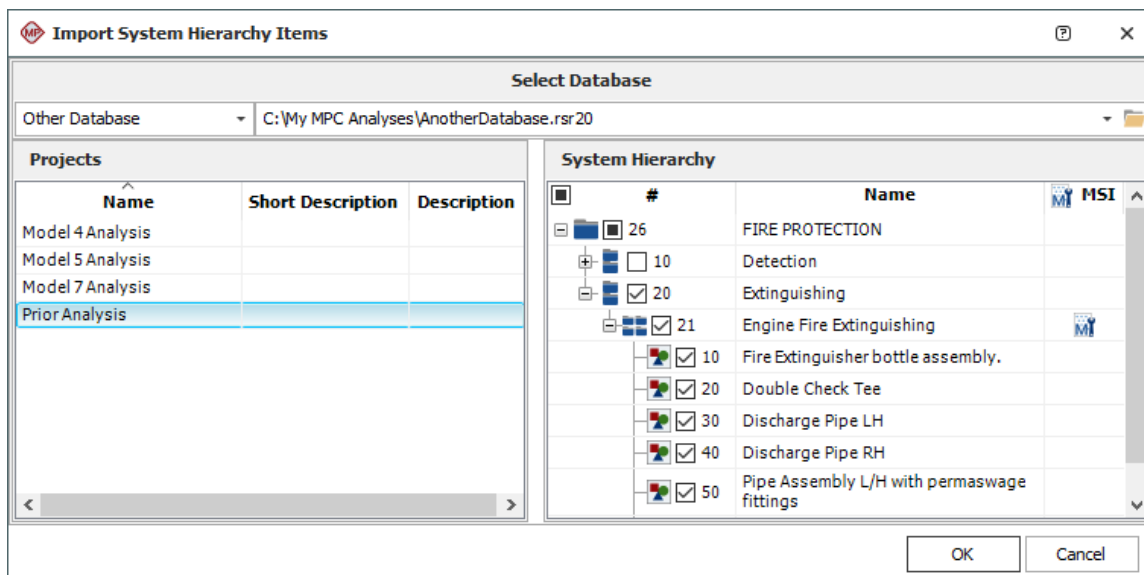 MP Import System Hierarchy Items
Select Database
Other Database C:\My MPC Analyses\AnotherDatabase.rsr20
Projects
Name Short Description Description
Model 4 Analysis
Model 5 Analysis
Model 7 Analysis
Prior Analysis
System Hierarchy
# Name MSI
26 FIRE PROTECTION
10 Detection
20 Extinguishing
21 Engine Fire Extinguishing
10 Fire Extinguisher bottle assembly.
20 Double Check Tee
30 Discharge Pipe LH
40 Discharge Pipe RH
50 Pipe Assembly L/H with permaswage
fittings
OK Cancel